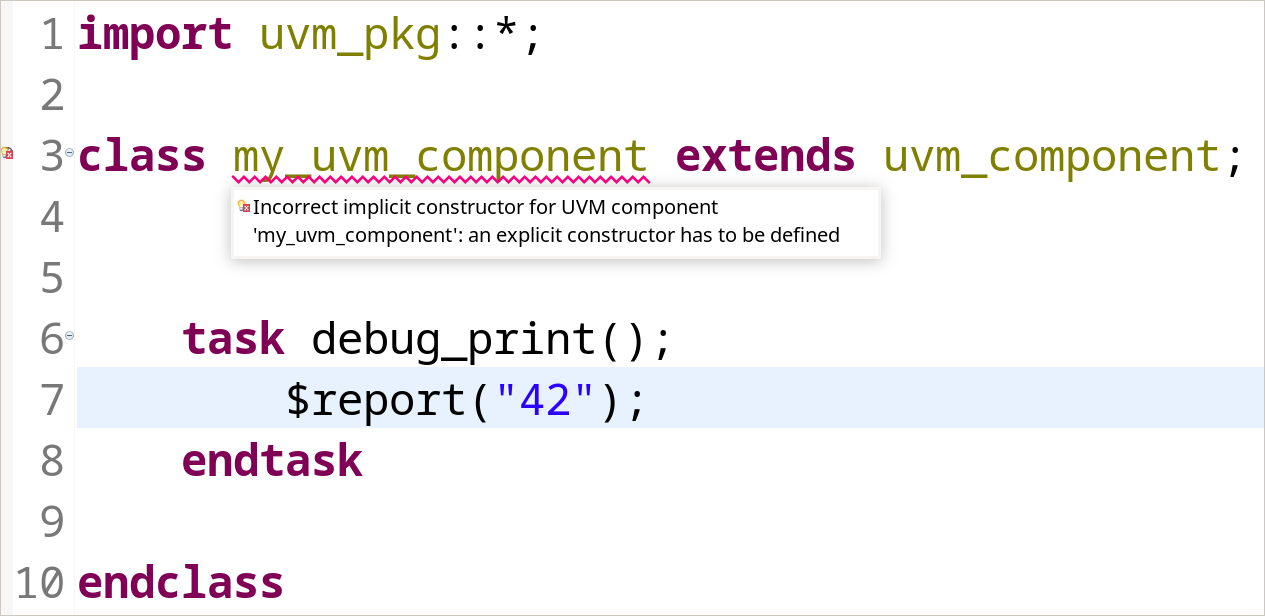 1 import uvm_pkg::*;
2
3 class my_uvm_component extends uvm_component;
Incorrect implicit constructor for UVM component
4
'my_uvm_component': an explicit constructor has to be defined
5
6 task debug_print();
7 $report("42");
8 endtask
9
10 endclass